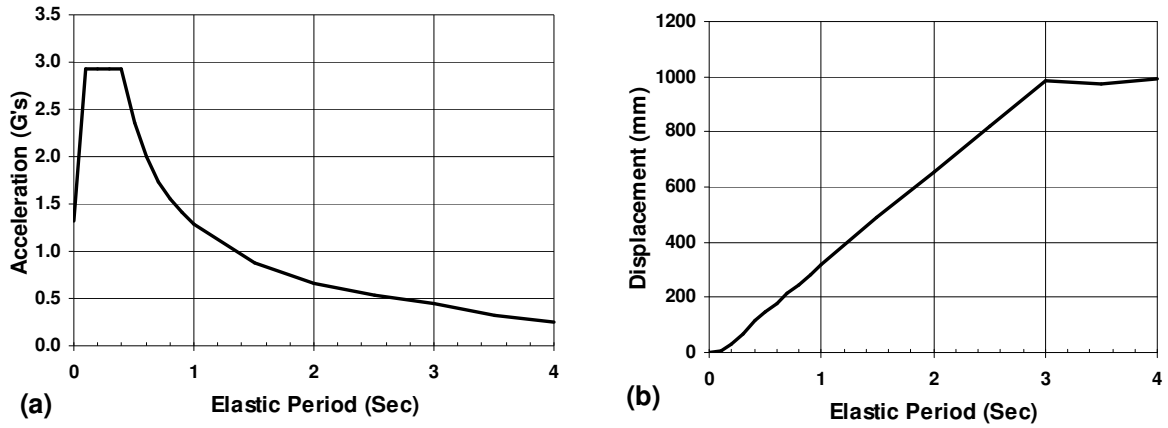 3.5
3.0
2.5
2.0
1.5
1.0
0.5
0.0
Acceleration (G's)
0 1 2 3 4
Elastic Period (Sec)
(a)
1200
1000
800
600
400
200
0
Displacement (mm)
0 1 2 3 4
Elastic Period (Sec)
(b)